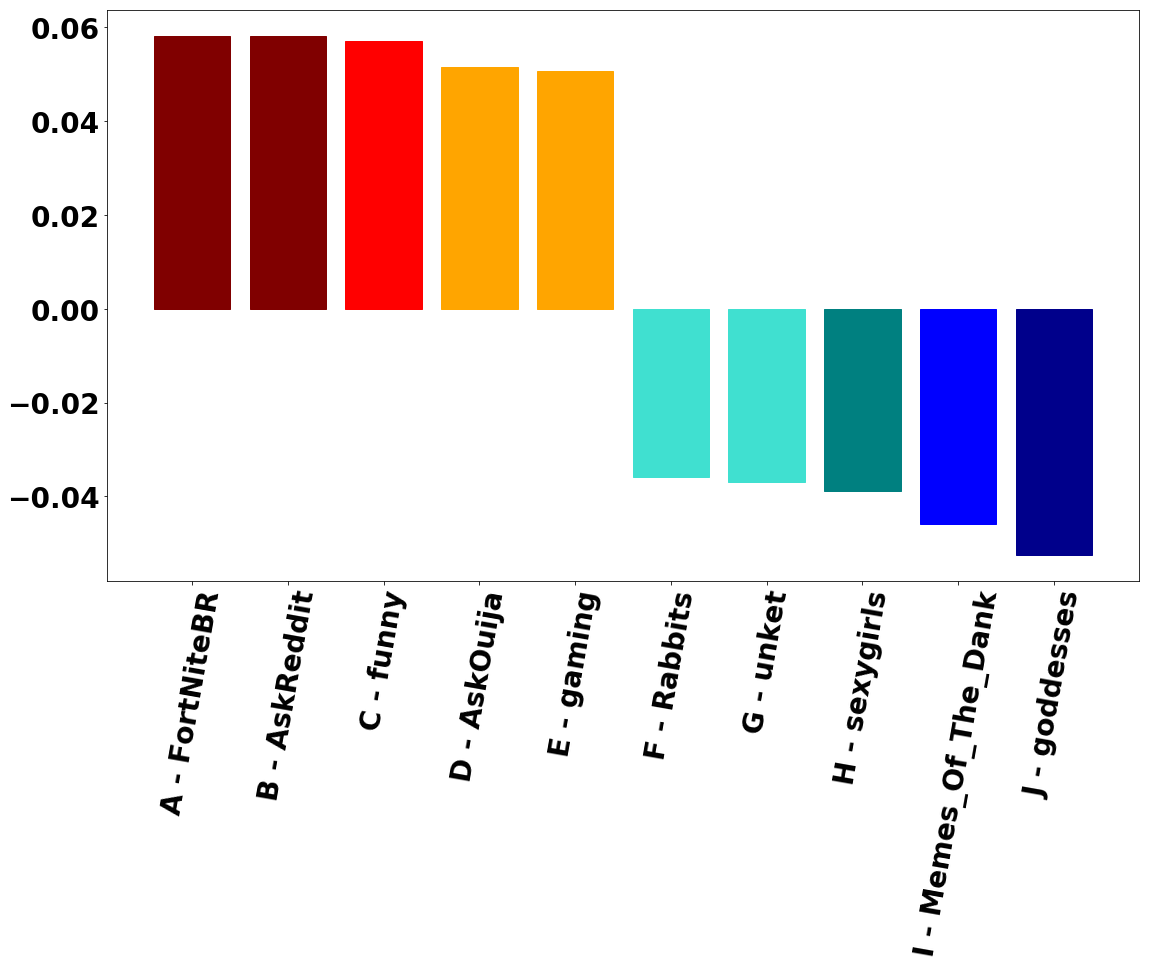 0.06
0.04
0.02
0.00
−0.02
−0.04
A - FortNiteBR
B - AskReddit
C - funny
D - AskOuija
E - gaming
F - Rabbits
G - unket
H - sexygirls
I - Memes_Of_The_Dank
J - goddesses